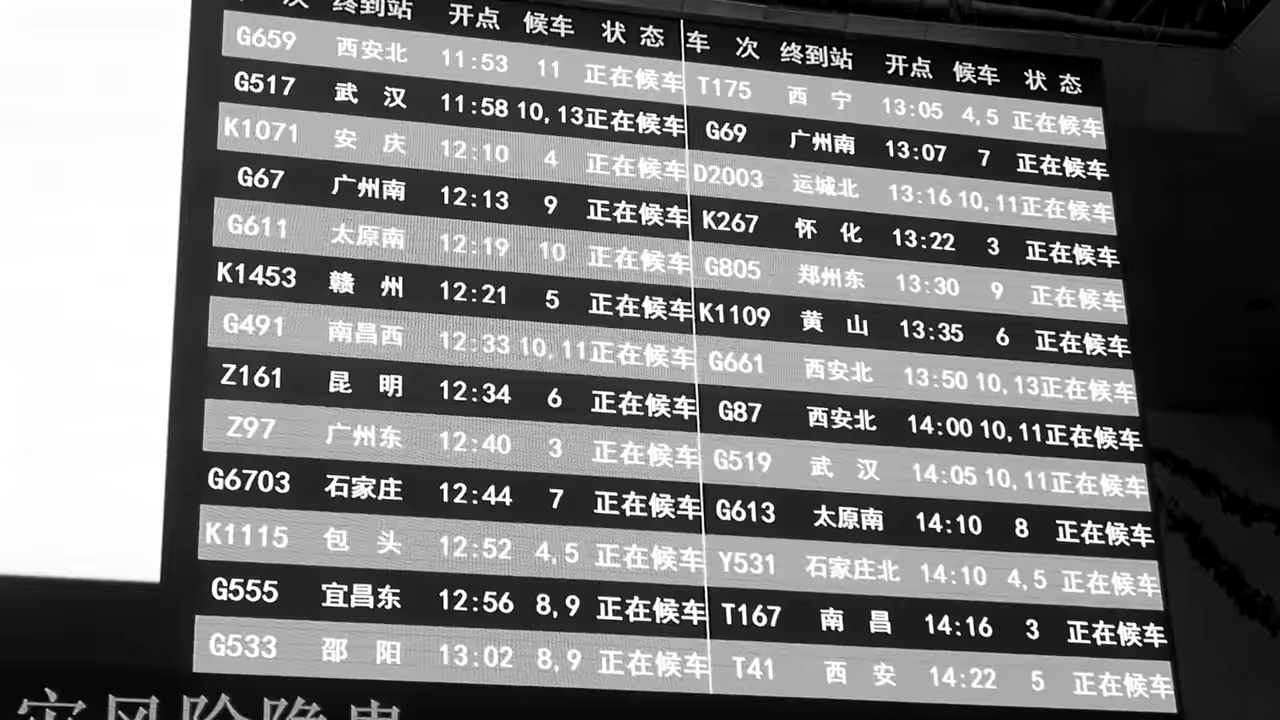 车 次 终到站 开点 候车 状 态
G659 西安北 11:53 11 正在候车
G517 武 汉 11:58 10,13 正在候车
K1071 安 庆 12:10 4 正在候车
G67 广州南 12:13 9 正在候车
G611 太原南 12:19 10 正在候车
K1453 赣 州 12:21 5 正在候车
G491 南昌西 12:33 10,11 正在候车
Z161 昆 明 12:34 6 正在候车
Z97 广州东 12:40 3 正在候车
G6703 石家庄 12:44 7 正在候车
K1115 包 头 12:52 4,5 正在候车
G555 宜昌东 12:56 8,9 正在候车
G533 邵 阳 13:02 8,9 正在候车
车 次 终到站 开点 候车 状 态
T175 西 宁 13:05 4,5 正在候车
G69 广州南 13:07 7 正在候车
D2003 运城北 13:16 10,11 正在候车
K267 怀 化 13:22 3 正在候车
G805 郑州东 13:30 9 正在候车
K1109 黄 山 13:35 6 正在候车
G661 西安北 13:50 10,13 正在候车
G87 西安北 14:00 10,11 正在候车
G519 武 汉 14:05 10,11 正在候车
G613 太原南 14:10 8 正在候车
Y531 石家庄北 14:10 4,5 正在候车
T167 南 昌 14:16 3 正在候车
T41 西 安 14:22 5 正在候车
灾风险隐患